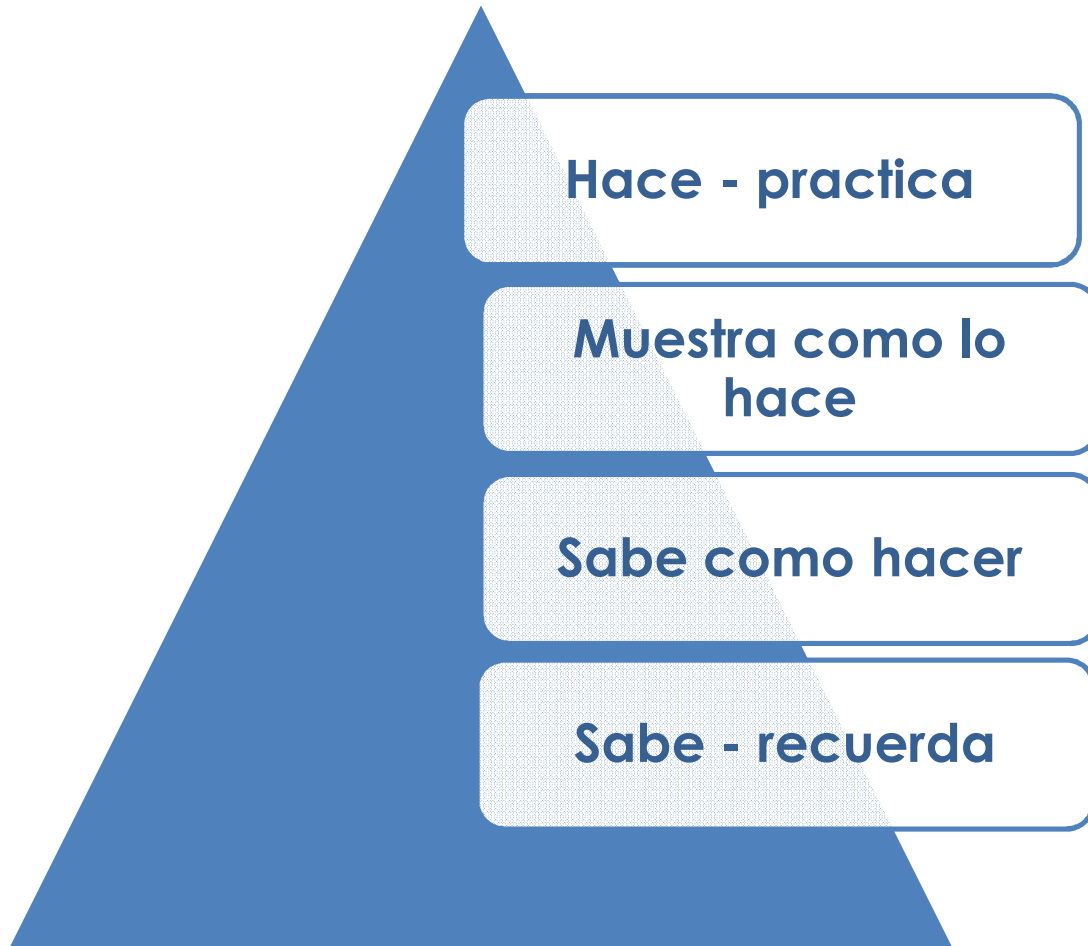 Hace - practica
Muestra como lo
hace
Sabe como hacer
Sabe - recuerda